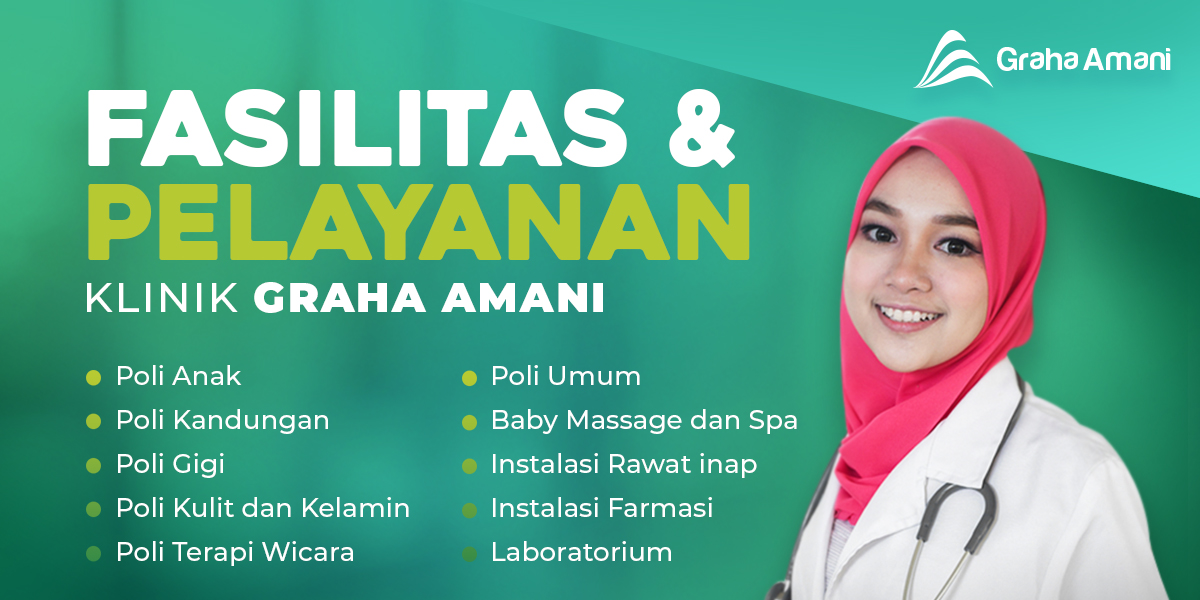 Graha Amani
FASILITAS &
PELAYANAN
KLINIK GRAHA AMANI
Poli Anak
Poli Kandungan
Poli Gigi
Poli Kulit dan Kelamin
Poli Terapi Wicara
Poli Umum
Baby Massage dan Spa
Instalasi Rawat inap
Instalasi Farmasi
Laboratorium